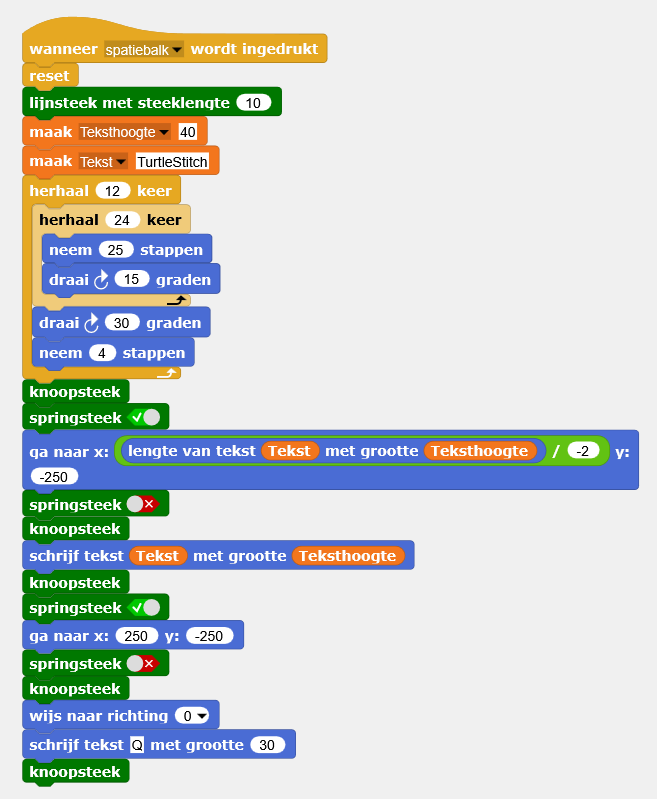 wanneer spatiebalk wordt ingedrukt
reset
lijnsteek met steeklengte 10
maak Teksthoogte 40
maak Tekst TurtleStitch
herhaal 12 keer
herhaal 24 keer
neem 25 stappen
draai 15 graden
draai 30 graden
neem 4 stappen
knoopsteek
springsteek
ga naar x: lengte van tekst Tekst met grootte Teksthoogte / -2 y:
-250
springsteek
knoopsteek
schrijf tekst Tekst met grootte Teksthoogte
knoopsteek
springsteek
ga naar x: 250 y: -250
springsteek
knoopsteek
wijs naar richting 0
schrijf tekst Q met grootte 30
knoopsteek